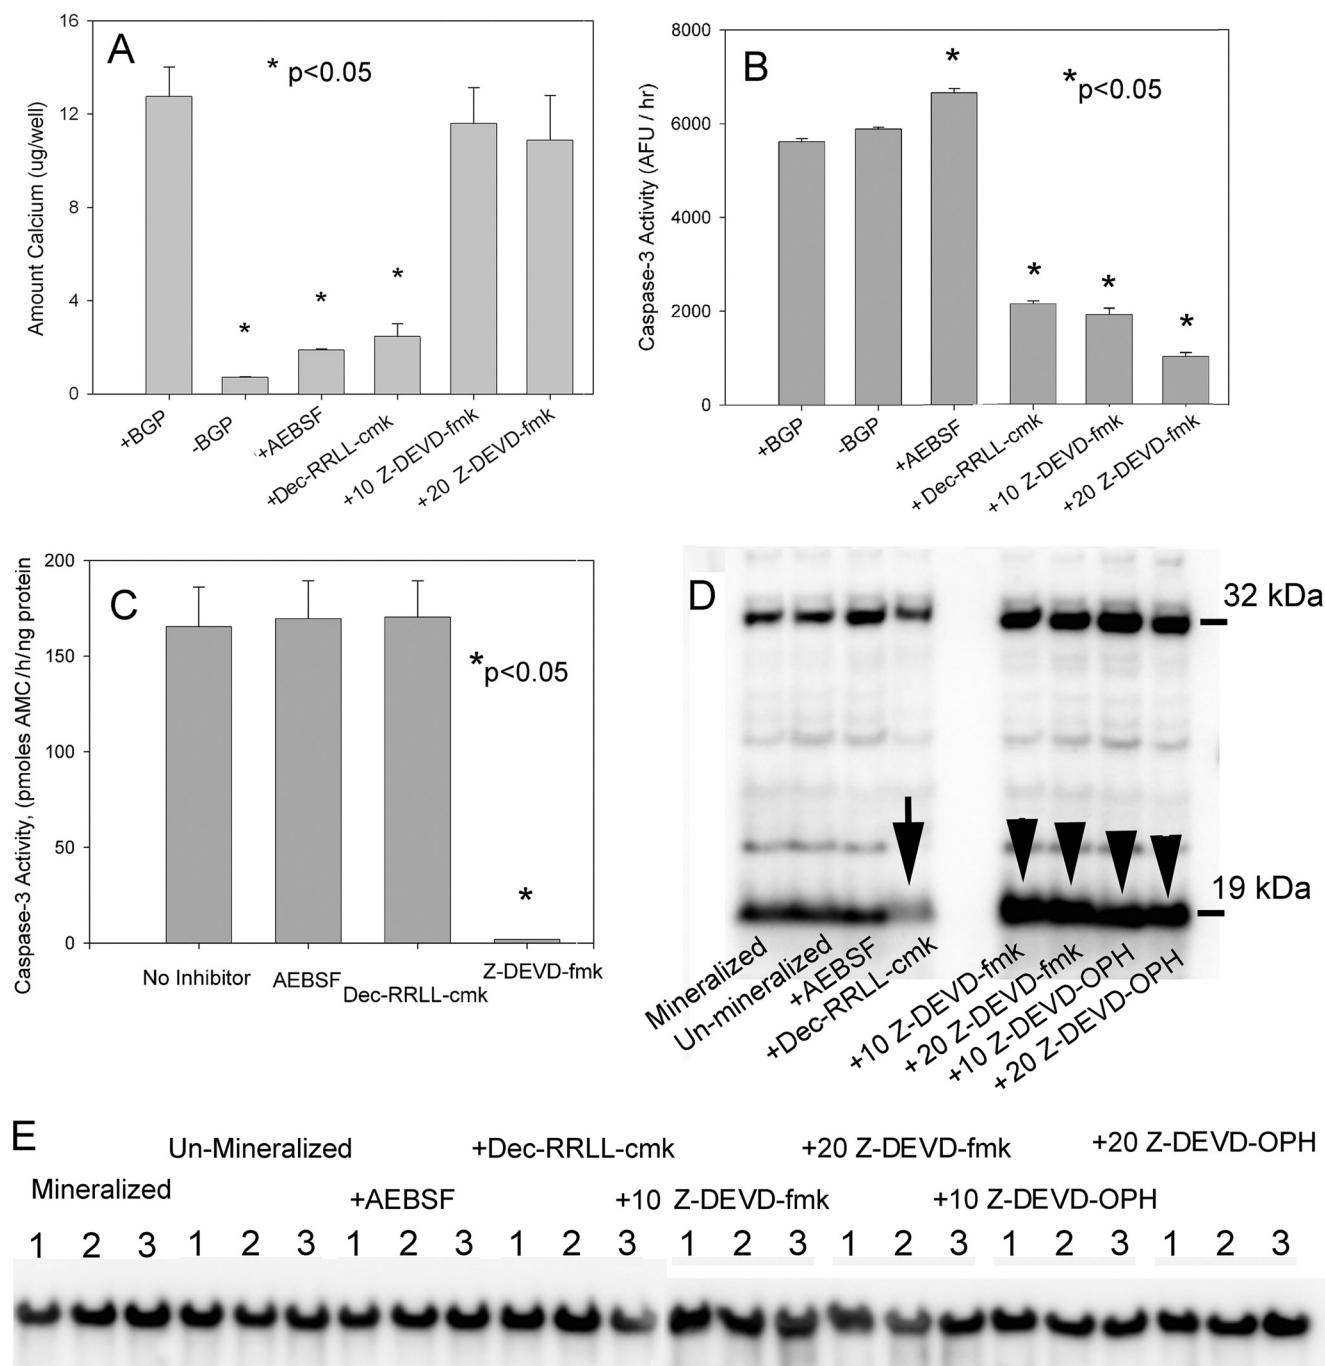 A
* p<0.05
Amount Calcium (ug/well)
16
12
8
4
0
*
*
*
+BGP
-BGP
+AEBSF
+Dec-RRLL-cmk
+10 Z-DEVD-fmk
+20 Z-DEVD-fmk
B
*
*p<0.05
Caspase-3 Activity (AFU / hr)
8000
6000
4000
2000
0
*
*
*
+BGP
-BGP
+AEBSF
+Dec-RRLL-cmk
+10 Z-DEVD-fmk
+20 Z-DEVD-fmk
C
*p<0.05
Caspase-3 Activity, (pmoles AMC/h/ng protein
200
150
100
50
0
*
No Inhibitor
AEBSF
Dec-RRLL-cmk
Z-DEVD-fmk
D
32 kDa
19 kDa
Mineralized
Un-mineralized
+AEBSF
+Dec-RRLL-cmk
+10 Z-DEVD-fmk
+20 Z-DEVD-fmk
+10 Z-DEVD-OPH
+20 Z-DEVD-OPH
E
Un-Mineralized +Dec-RRLL-cmk +20 Z-DEVD-fmk +20 Z-DEVD-OPH
Mineralized +AEBSF +10 Z-DEVD-fmk +10 Z-DEVD-OPH
1 2 3 1 2 3 1 2 3 1 2 3 1 2 3 1 2 3 1 2 3 1 2 3